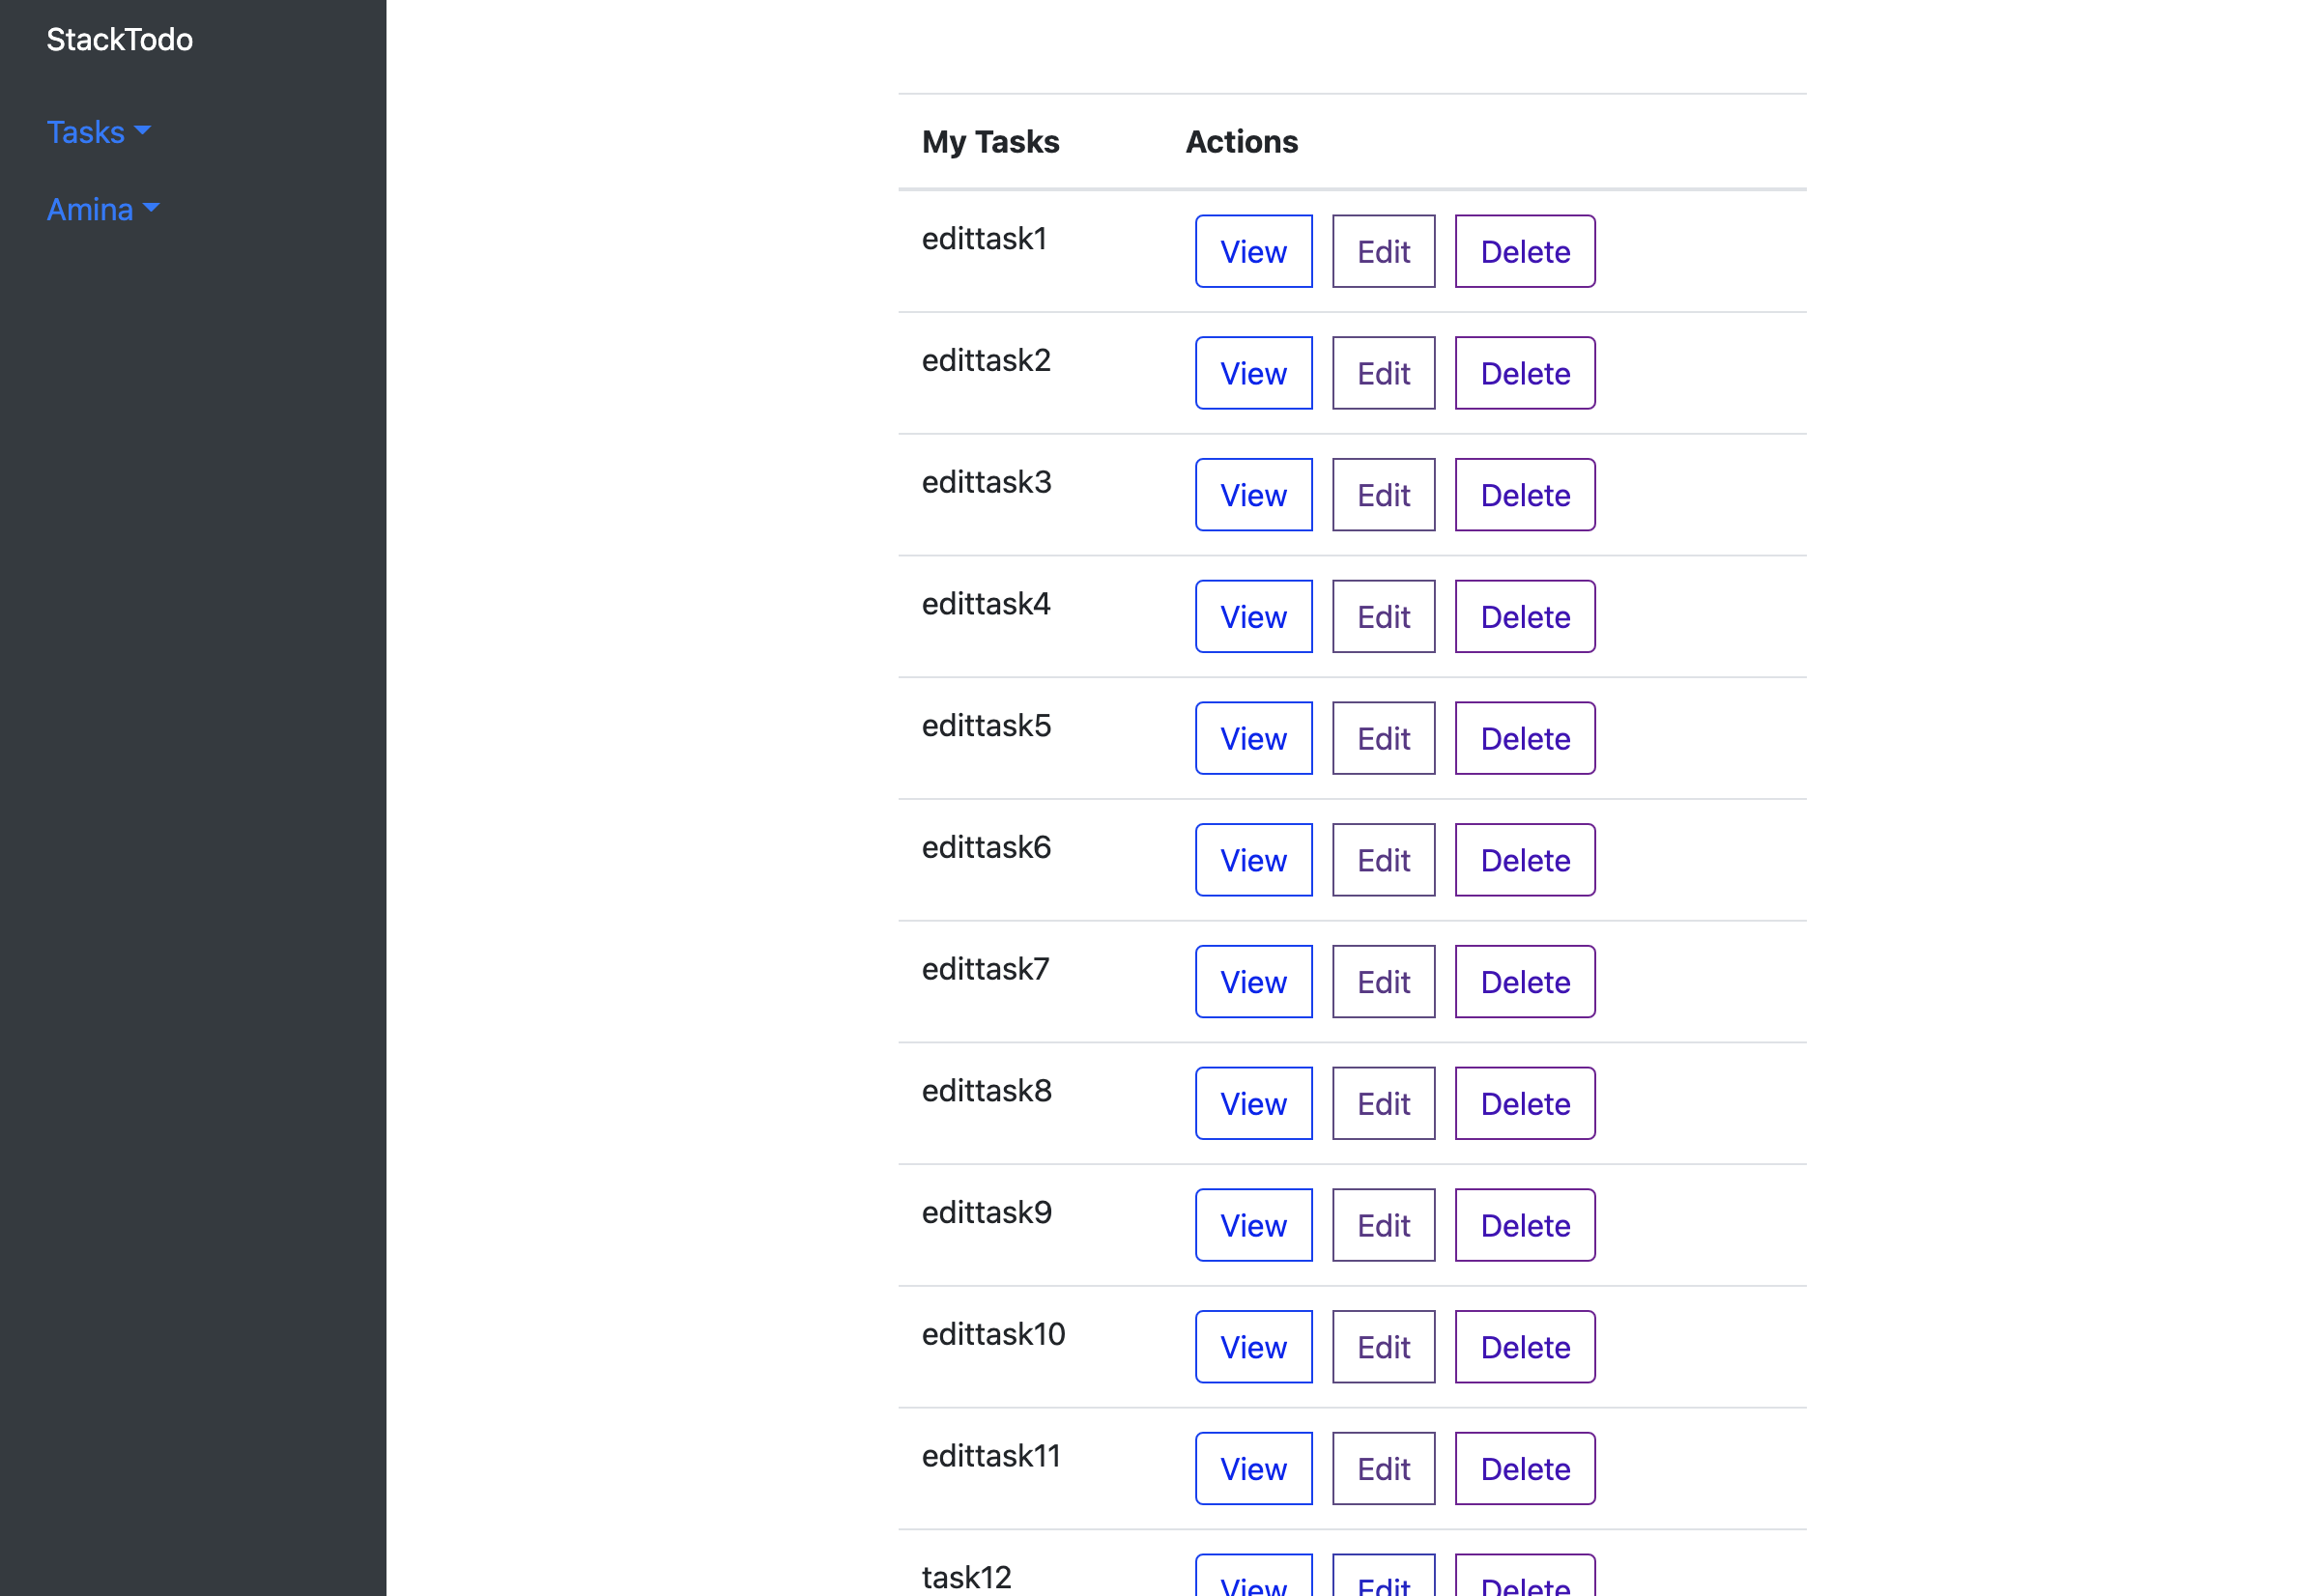 StackTodo
Tasks
Amina
My Tasks Actions
edittask1 View Edit Delete
edittask2 View Edit Delete
edittask3 View Edit Delete
edittask4 View Edit Delete
edittask5 View Edit Delete
edittask6 View Edit Delete
edittask7 View Edit Delete
edittask8 View Edit Delete
edittask9 View Edit Delete
edittask10 View Edit Delete
edittask11 View Edit Delete
task12 View Edit Delete